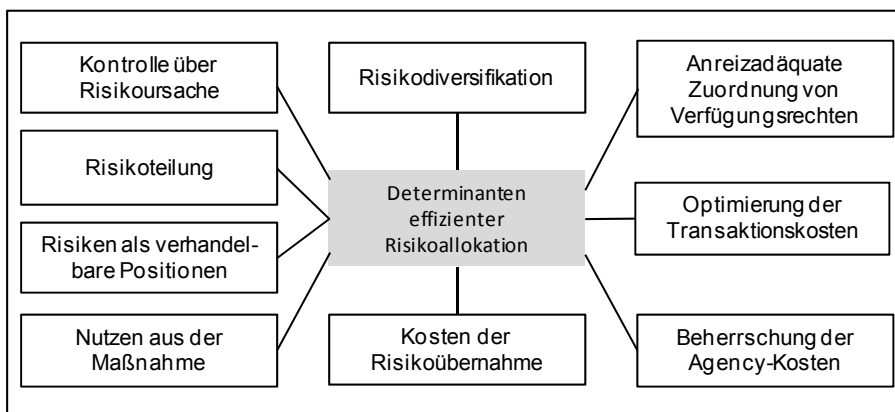 Kontrolle über
Risikoursache
Risikodiversifikation
Anreizadäquate
Zuordnung von
Verfügungsrechten
Risikoteilung
Determinanten
effizienter
Risikoallokation
Optimierung der
Transaktionskosten
Risiken als verhandel-
bare Positionen
Nutzen aus der
Maßnahme
Kosten der
Risikoübernahme
Beherrschung der
Agency-Kosten